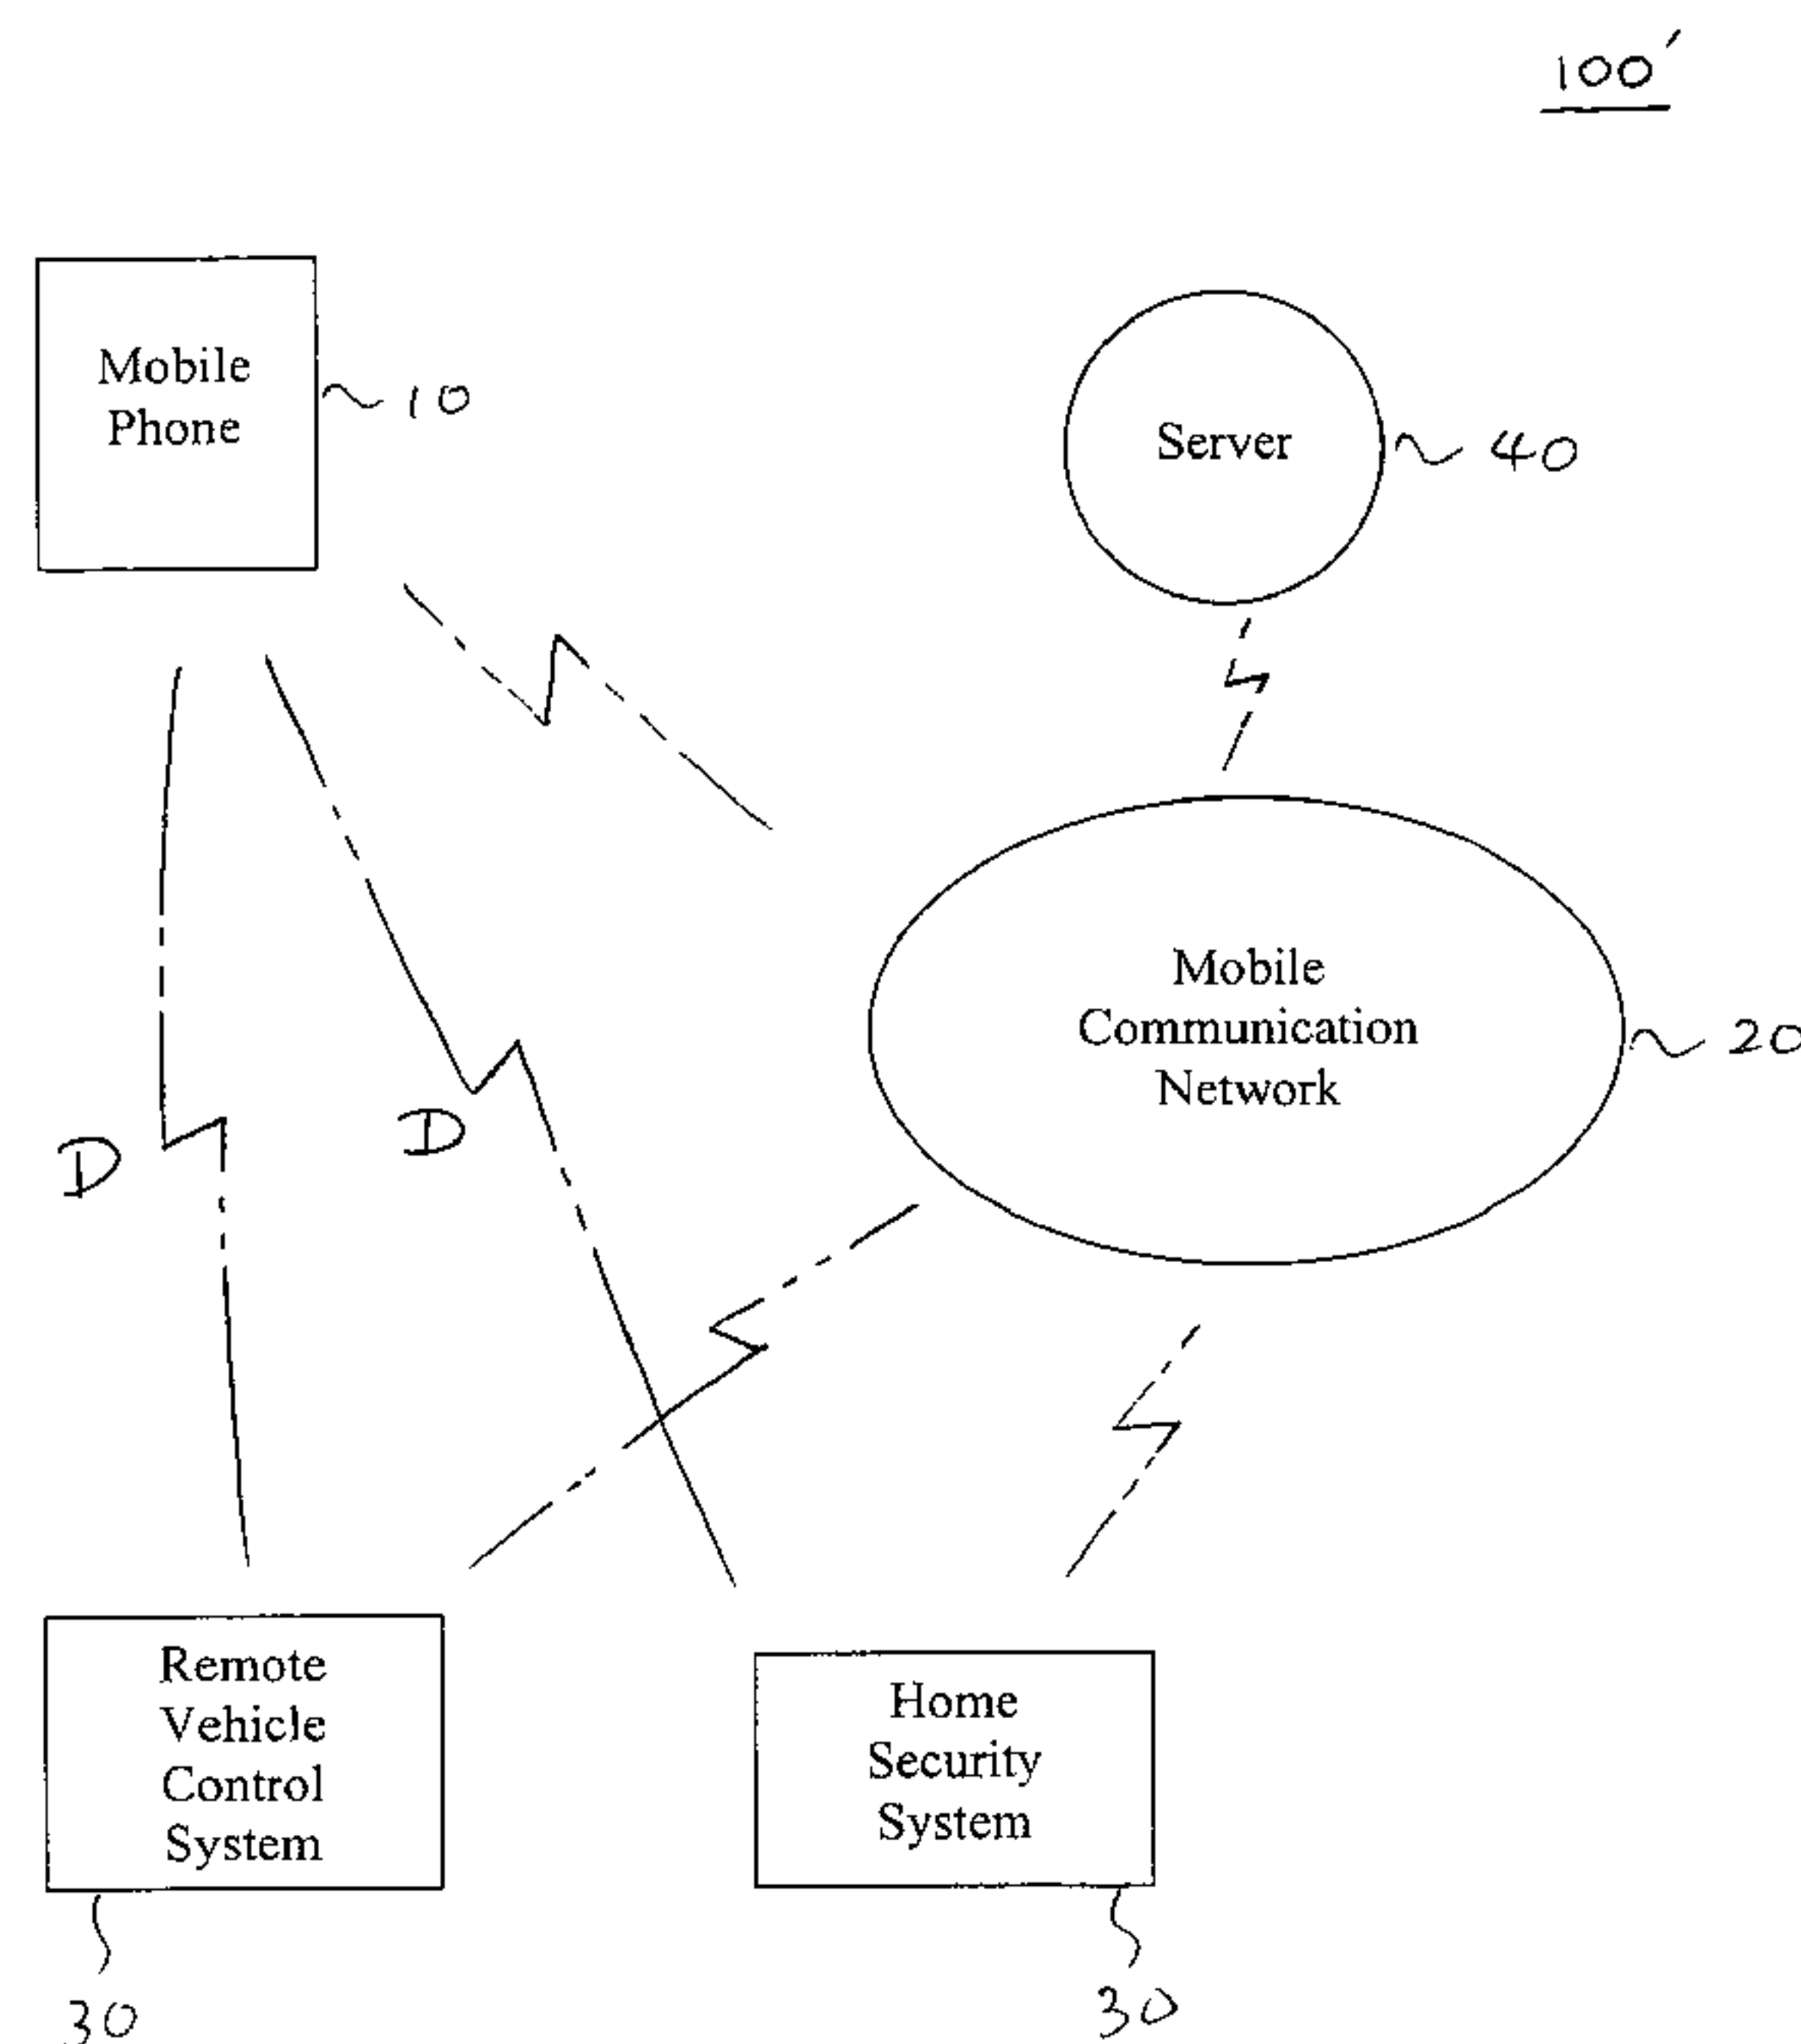 100'
Mobile
Phone
10
Server
40
Mobile
Communication
Network
20
D
D
Remote
Vehicle
Control
System
30
Home
Security
System
30